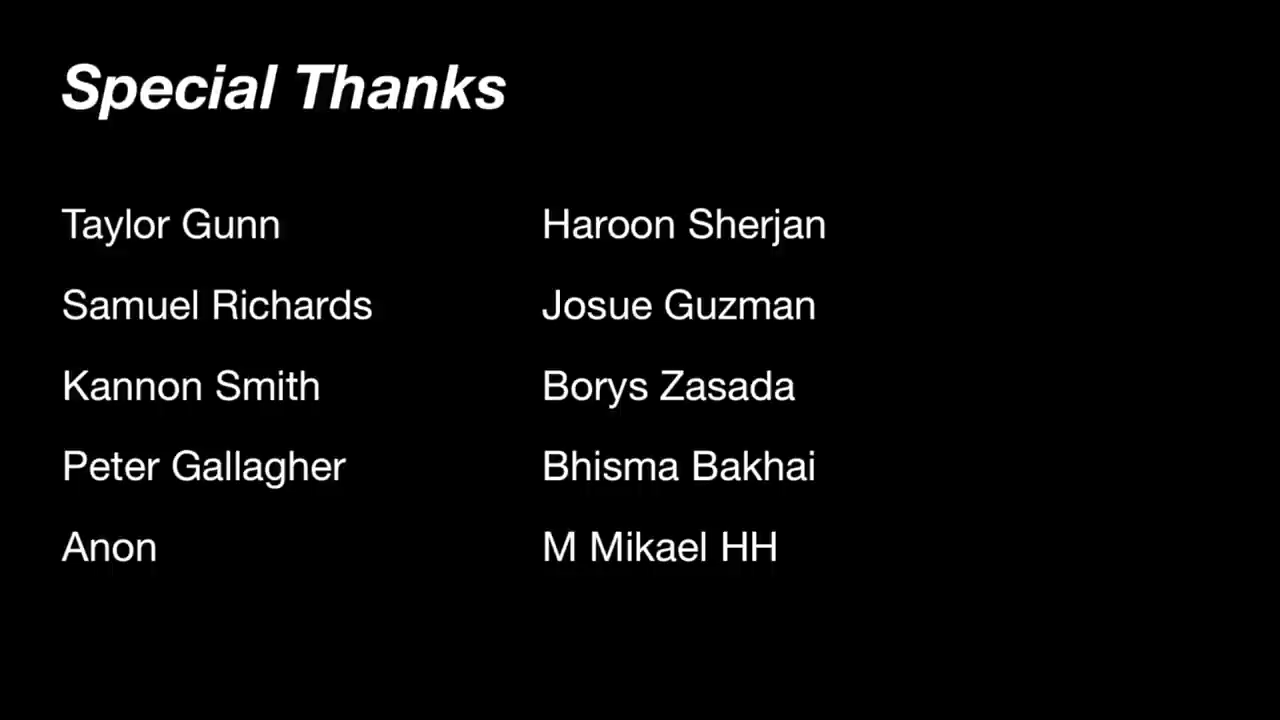 Special Thanks
Taylor Gunn
Samuel Richards
Kannon Smith
Peter Gallagher
Anon
Haroon Sherjan
Josue Guzman
Borys Zasada
Bhisma Bakhai
M Mikael HH